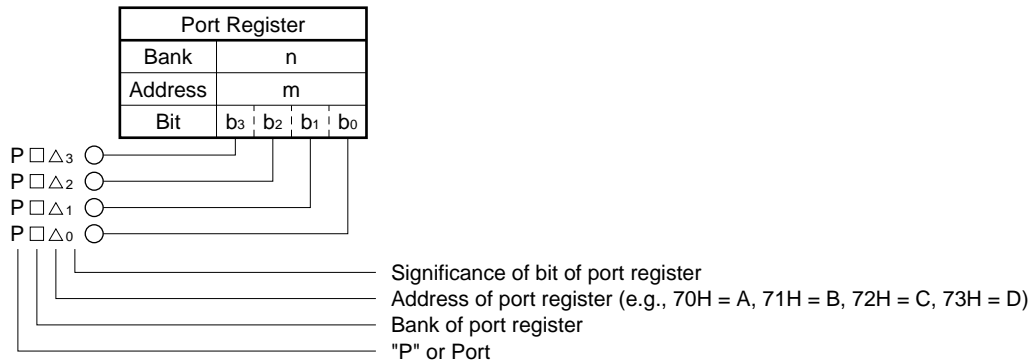 Port Register
Bank n
Address m
Bit b3 b2 b1 b0
P □ △3
P □ △2
P □ △1
P □ △0
Significance of bit of port register
Address of port register (e.g., 70H = A, 71H = B, 72H = C, 73H = D)
Bank of port register
"P" or Port